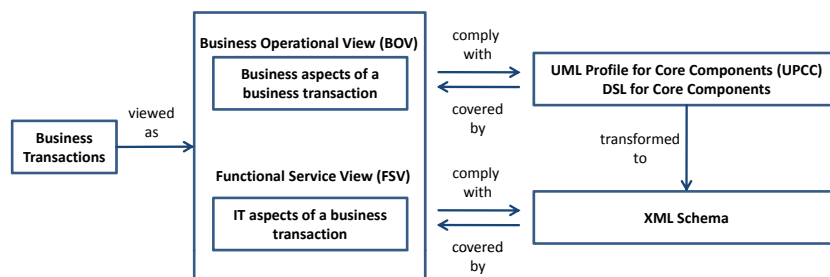 Business Operational View (BOV)
Business aspects of a
business transaction
comply
with
covered
by
UML Profile for Core Components (UPCC)
DSL for Core Components
viewed
as
Business
Transactions
transformed
to
Functional Service View (FSV)
IT aspects of a business
transaction
comply
with
covered
by
XML Schema